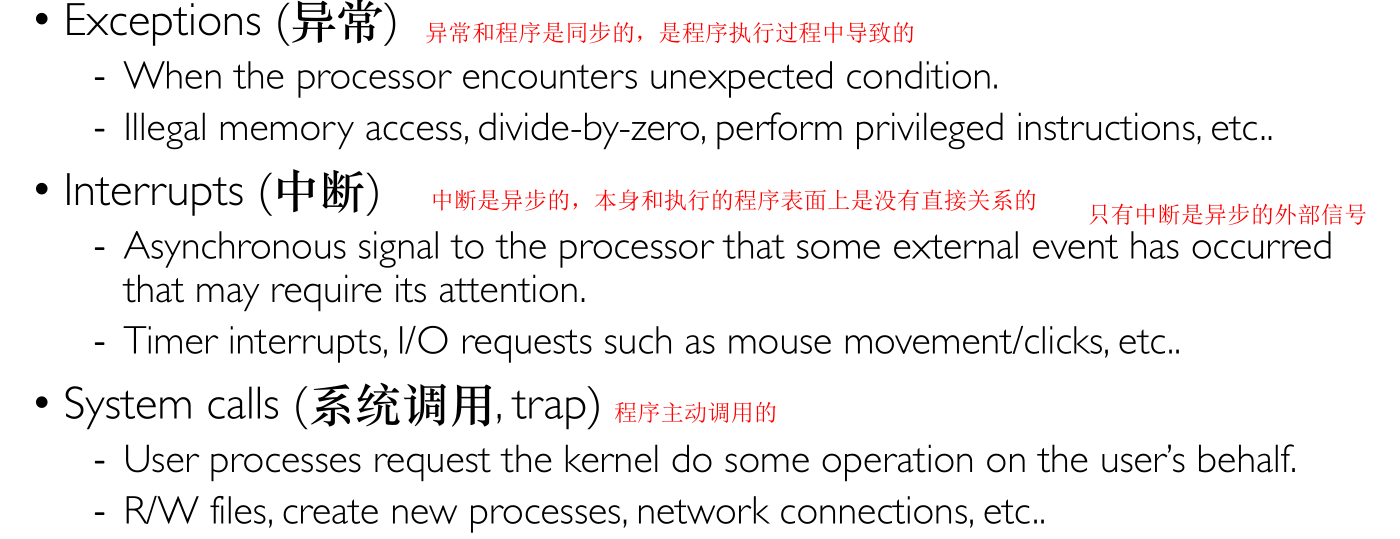 • Exceptions (异常) 异常和程序是同步的，是程序执行过程中导致的
- When the processor encounters unexpected condition.
- Illegal memory access, divide-by-zero, perform privileged instructions, etc..
• Interrupts (中断) 中断是异步的，本身和执行的程序表面上是没有直接关系的 只有中断是异步的外部信号
- Asynchronous signal to the processor that some external event has occurred
that may require its attention.
- Timer interrupts, I/O requests such as mouse movement/clicks, etc..
• System calls (系统调用, trap) 程序主动调用的
- User processes request the kernel do some operation on the user’s behalf.
- R/W files, create new processes, network connections, etc..